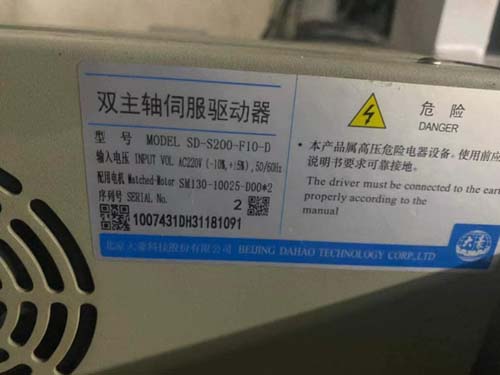 双主轴伺服驱动器
型 号 MODEL SD-S200-F10-D
输入电压 INPUT VOL. AC220V (-10%,+15%), 50/60Hz
配用电机 Matched-Motor SM130-10025-D00*2
序列号 SERIAL No.
2
1007431DH31181091
北京大豪科技股份有限公司 BEIJING DAHAO TECHNOLOGY CORP.,LTD
危 险
DANGER
· 本产品属高压危险电器设备。使用前应
说明书要求可靠接地。
The driver must be connected to the eart
properly according to the
manual
大豪